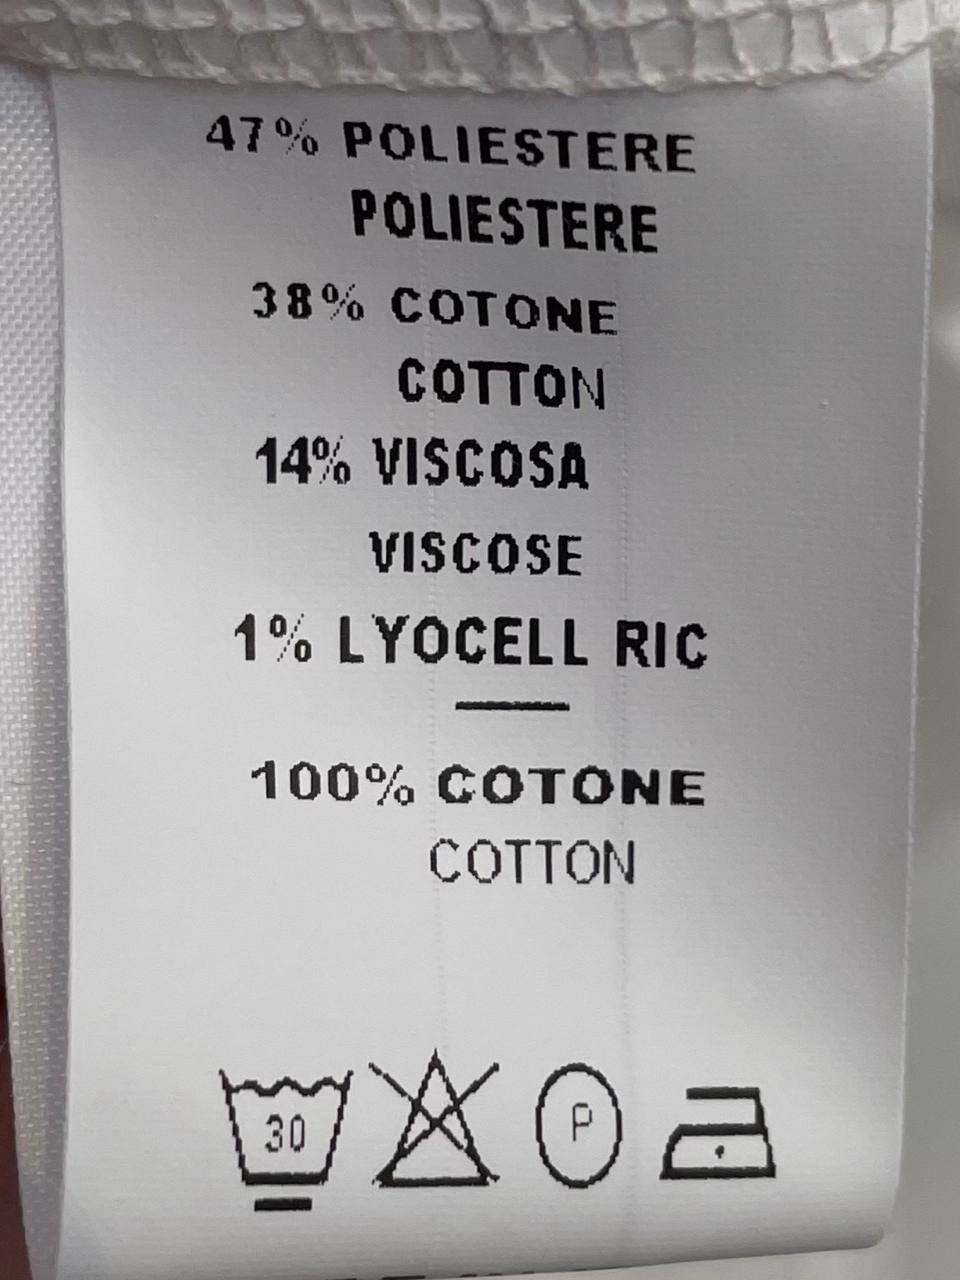 47% POLIESTERE
POLIESTERE
38% COTONE
COTTON
14% VISCOSA
VISCOSE
1% LYOCELL RIC
100% COTONE
COTTON
30
P